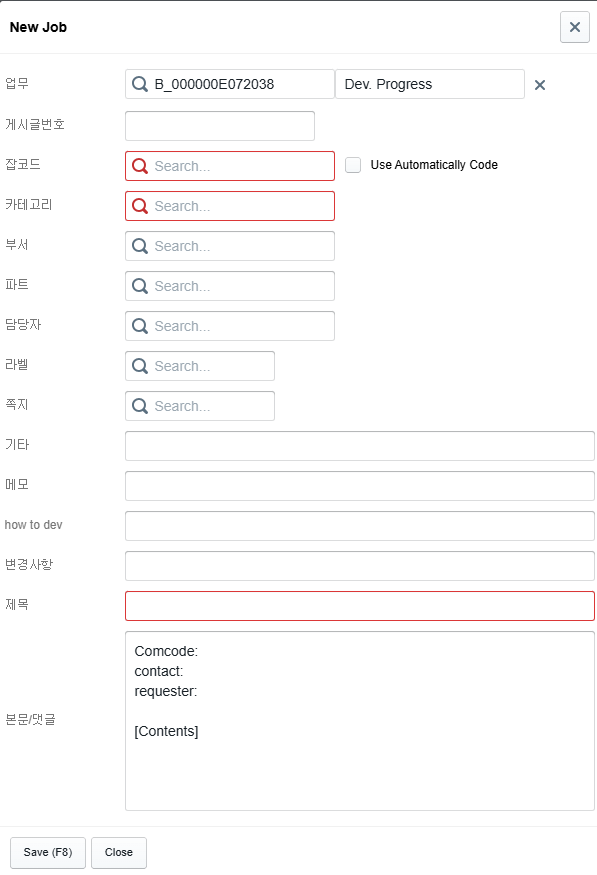 New Job
업무 B_000000E072038 Dev. Progress
게시글번호
잡코드 Search... Use Automatically Code
카테고리 Search...
부서 Search...
파트 Search...
담당자 Search...
라벨 Search...
쪽지 Search...
기타
메모
how to dev
변경사항
제목
본문/댓글
Comcode:
contact:
requester:
[Contents]
Save (F8) Close